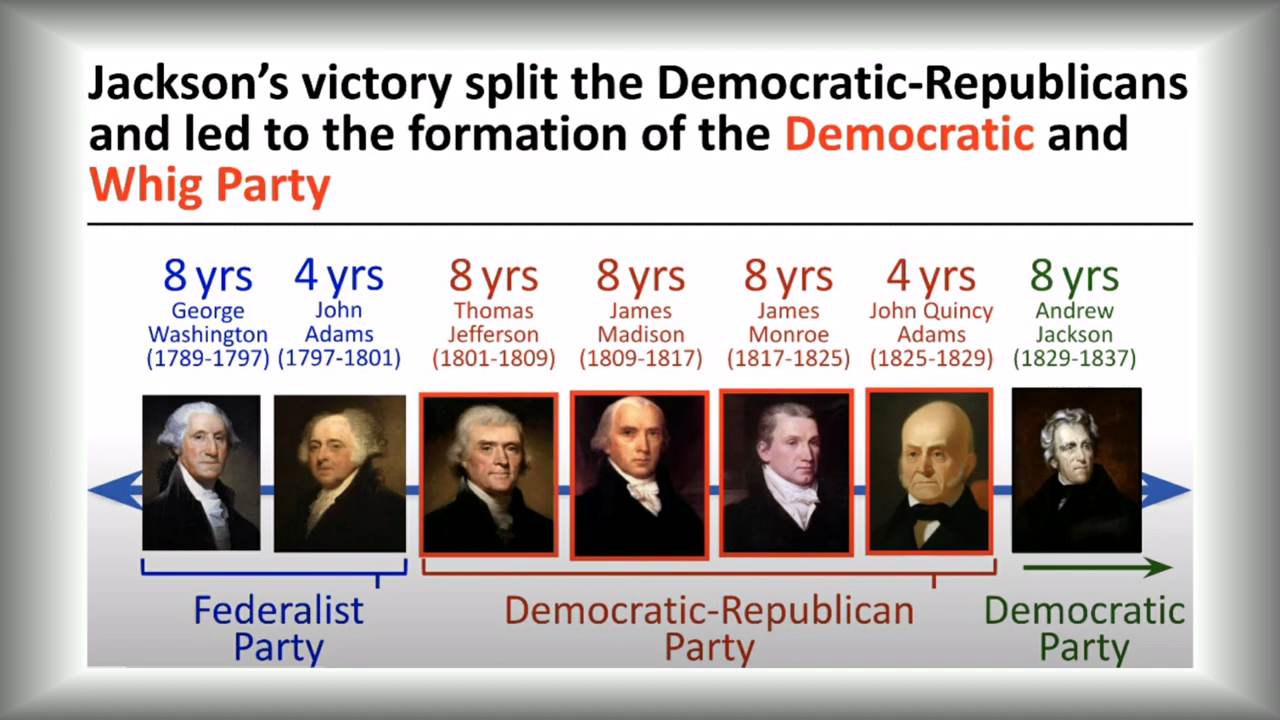 Jackson’s victory split the Democratic-Republicans
and led to the formation of the Democratic and
Whig Party
8 yrs
George
Washington
(1789-1797)
4 yrs
John
Adams
(1797-1801)
8 yrs
Thomas
Jefferson
(1801-1809)
8 yrs
James
Madison
(1809-1817)
8 yrs
James
Monroe
(1817-1825)
4 yrs
John Quincy
Adams
(1825-1829)
8 yrs
Andrew
Jackson
(1829-1837)
Federalist
Party
Democratic-Republican
Party
Democratic
Party